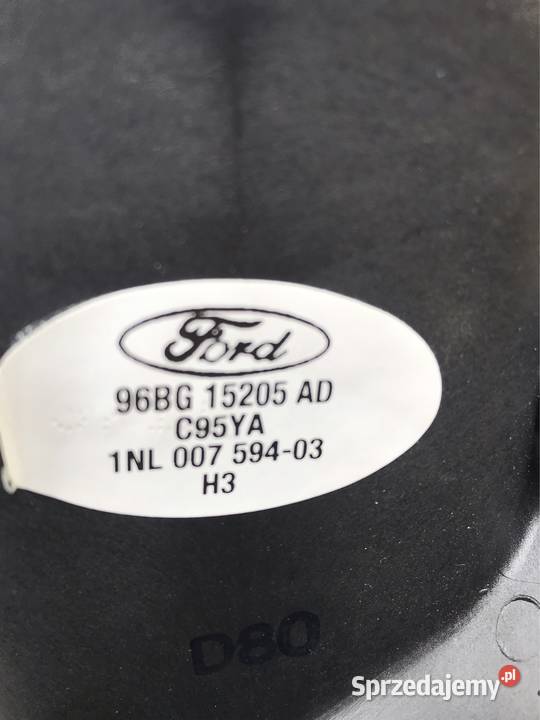 Ford
96BG 15205 AD
C95YA
1NL 007 594-03
H3
D80
Sprzedajemy.pl